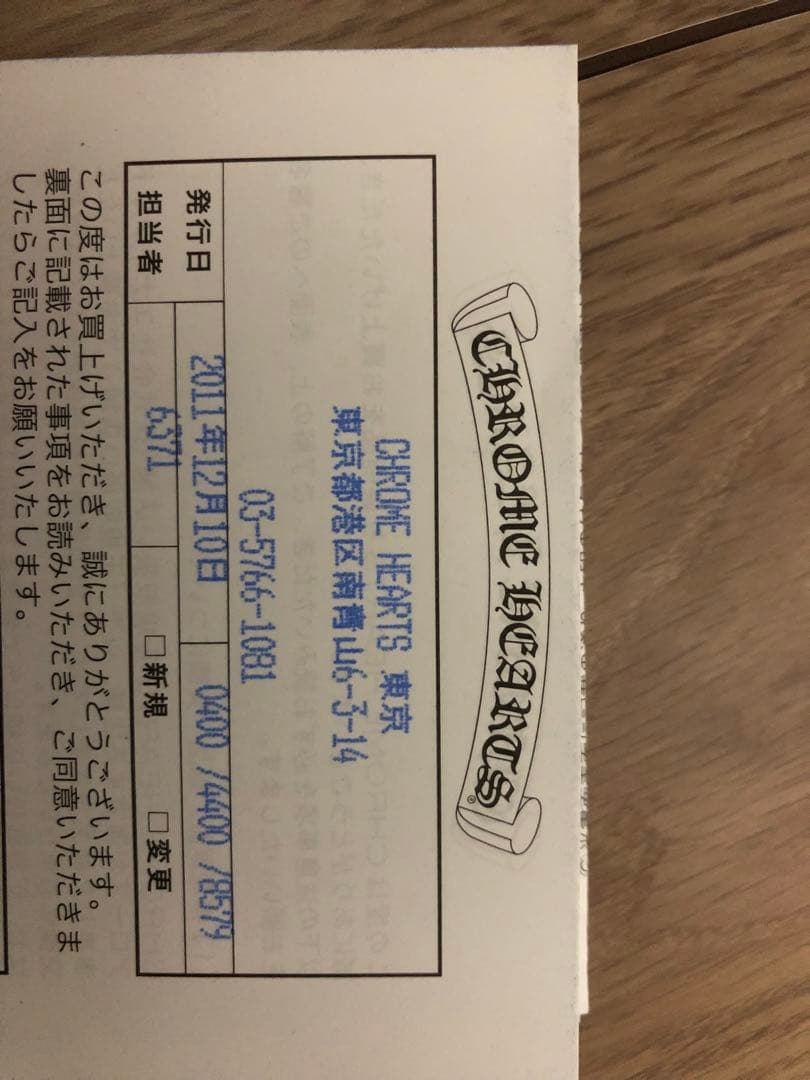 CHROME HEARTS®
CHROME HEARTS 東京
東京都港区南青山6-3-14
03-5766-1081
発行日 2011年12月10日 0400 /4400 /8579
担当者 6371 □新規 □変更
この度はお買上げいただき、誠にありがとうございます。
裏面に記載された事項をお読みいただき、ご同意いただきま
したらご記入をお願いいたします。